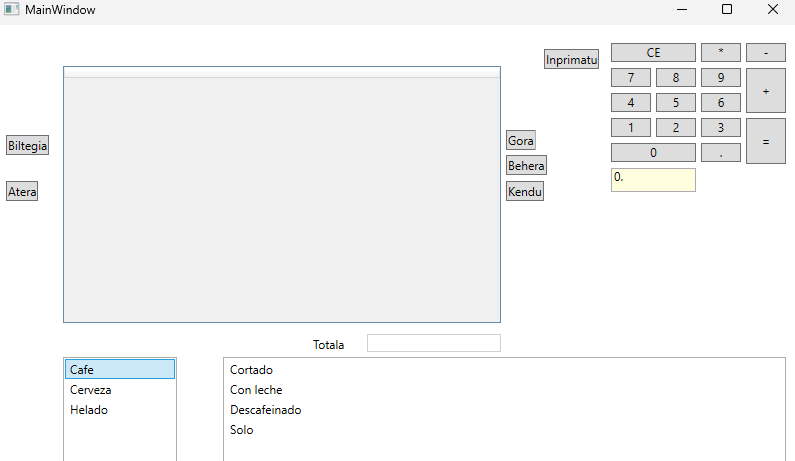 MainWindow
Inprimatu
CE * -
7 8 9 +
4 5 6
1 2 3 =
0 .
0.
Biltegia
Atera
Gora
Behera
Kendu
Totala
Cafe
Cerveza
Helado
Cortado
Con leche
Descafeinado
Solo